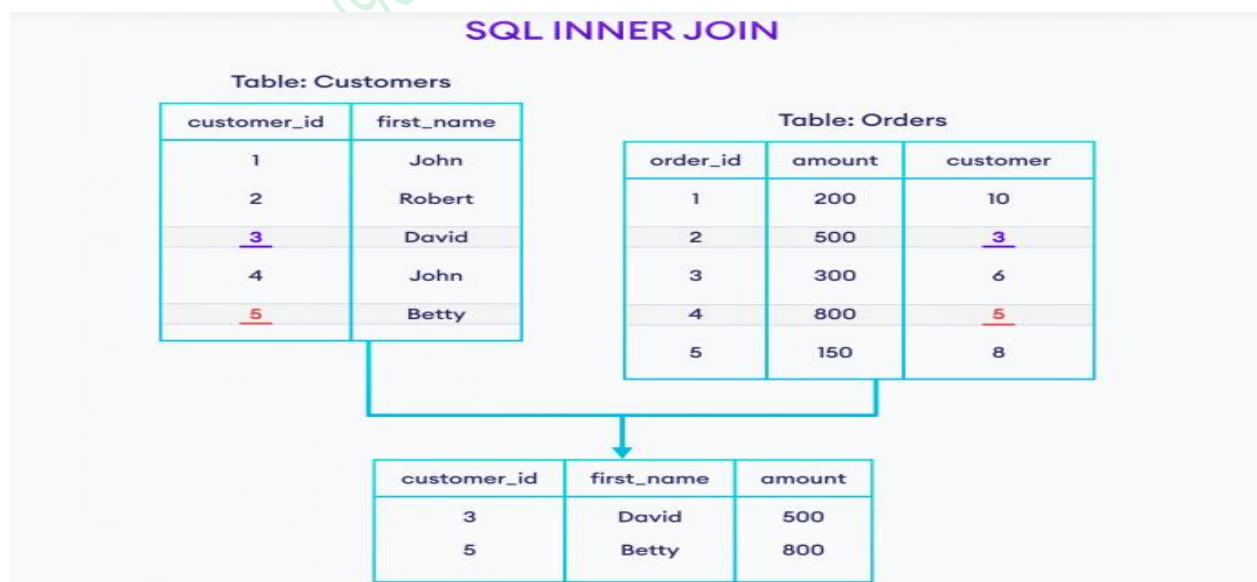 SQL INNER JOIN
Table: Customers
customer_id first_name
1 John
2 Robert
3 David
4 John
5 Betty
Table: Orders
order_id amount customer
1 200 10
2 500 3
3 300 6
4 800 5
5 150 8
customer_id first_name amount
3 David 500
5 Betty 800